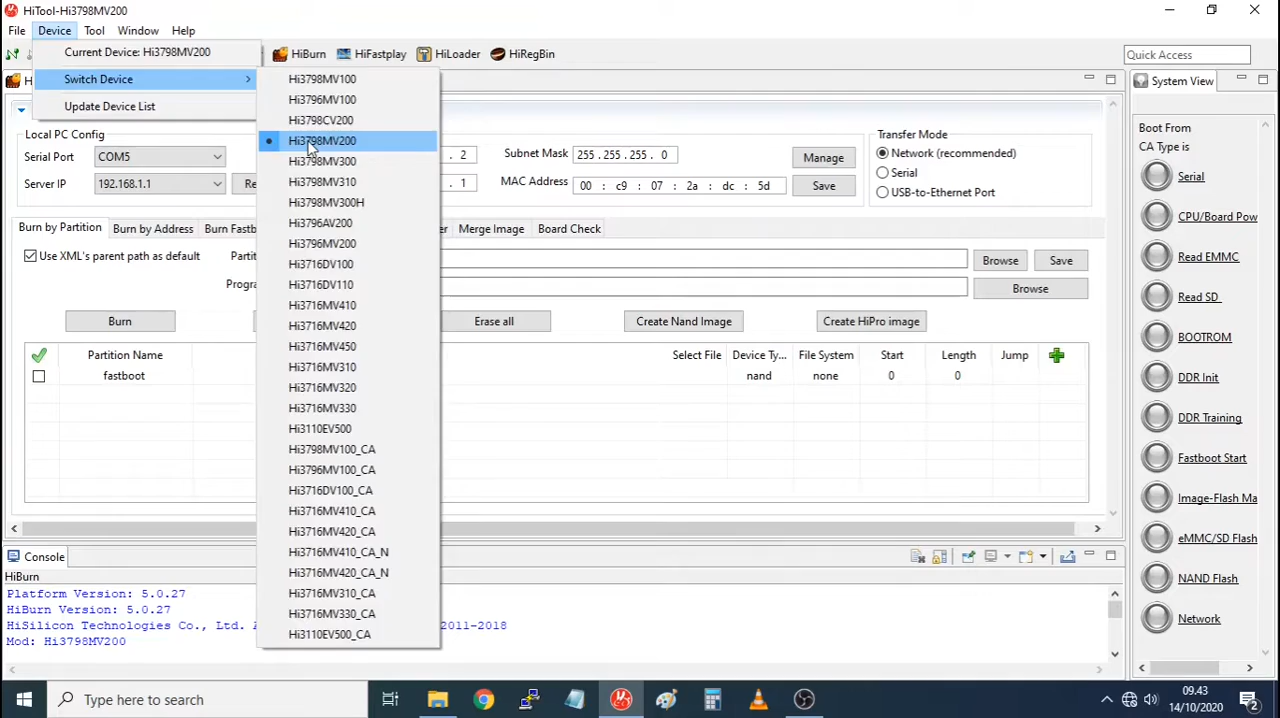 HiTool-Hi3798MV200
File Device Tool Window Help
Current Device: Hi3798MV200
Switch Device
Update Device List
HiBurn HiFastplay HiLoader HiRegBin
Quick Access
Hi3798MV100
Hi3796MV100
Hi3798CV200
Hi3798MV200
Hi3798MV300
Hi3798MV310
Hi3798MV300H
Hi3796AV200
Hi3796MV200
Hi3716DV100
Hi3716DV110
Hi3716MV410
Hi3716MV420
Hi3716MV450
Hi3716MV310
Hi3716MV320
Hi3716MV330
Hi3110EV500
Hi3798MV100_CA
Hi3796MV100_CA
Hi3716DV100_CA
Hi3716MV410_CA
Hi3716MV420_CA
Hi3716MV410_CA_N
Hi3716MV420_CA_N
Hi3716MV310_CA
Hi3716MV330_CA
Hi3110EV500_CA
H
Local PC Config
Serial Port COM5
Server IP 192.168.1.1 Re
. 2 Subnet Mask 255 . 255 . 255 . 0 Manage
. 1 MAC Address 00 : c9 : 07 : 2a : dc : 5d Save
Transfer Mode
Network (recommended)
Serial
USB-to-Ethernet Port
Burn by Partition Burn by Address Burn Fastb er Merge Image Board Check
Use XML's parent path as default Partit Browse Save
Progra Browse
Burn Erase all Create Nand Image Create HiPro image
Partition Name Select File Device Ty... File System Start Length Jump
fastboot nand none 0 0
System View
Boot From
CA Type is
Serial
CPU/Board Pow
Read EMMC
Read SD
BOOTROM
DDR Init
DDR Training
Fastboot Start
Image-Flash Ma
eMMC/SD Flash
NAND Flash
Network
Console
HiBurn
Platform Version: 5.0.27
HiBurn Version: 5.0.27
HiSilicon Technologies Co., Ltd. 2011-2018
Mod: Hi3798MV200
Type here to search
09.43
14/10/2020
2